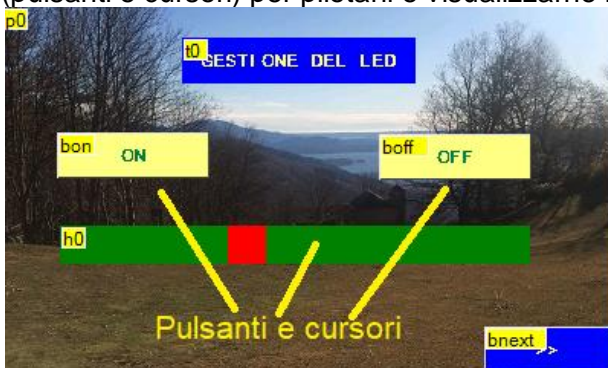 (pulsanti e cursori) per pilotarli e visualizzarne
p0
t0 GESTIONE DEL LED
bon ON
boff OFF
h0
Pulsanti e cursori
bnext >>